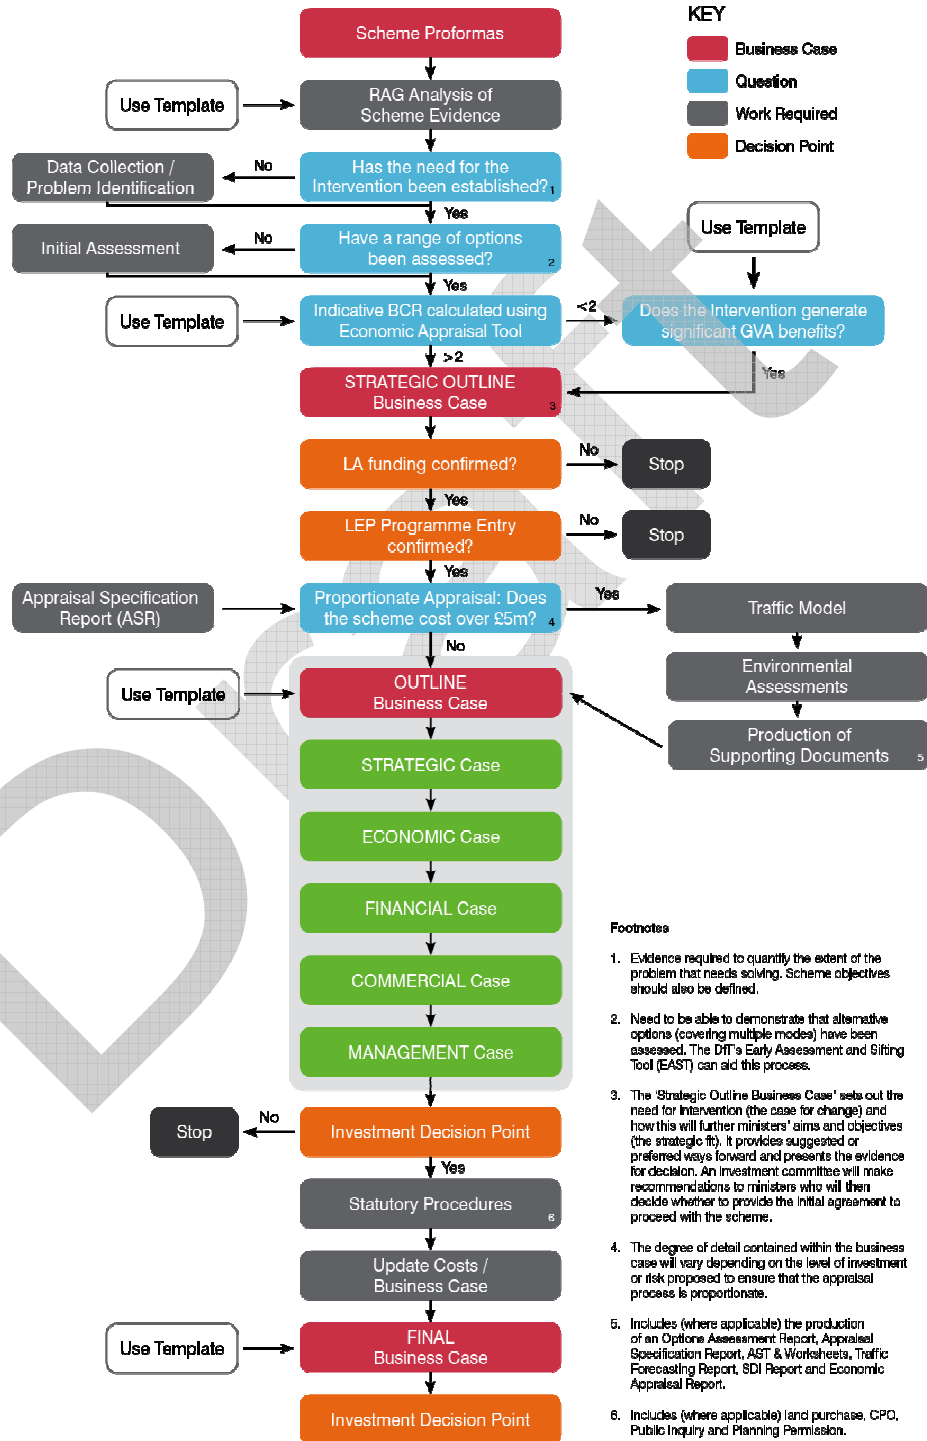 KEY
Business Case
Question
Work Required
Decision Point
Scheme Proformas
Use Template
RAG Analysis of
Scheme Evidence
Data Collection /
Problem Identification
No
Has the need for the
Intervention been established?
1
Yes
Initial Assessment
No
Have a range of options
been assessed?
2
Yes
Use Template
Use Template
Indicative BCR calculated using
Economic Appraisal Tool
<2
Does the Intervention generate
significant GVA benefits?
>2
Yes
STRATEGIC OUTLINE
Business Case
3
LA funding confirmed?
No
Stop
Yes
LEP Programme Entry
confirmed?
No
Stop
Yes
Appraisal Specification
Report (ASR)
Proportionate Appraisal: Does
the scheme cost over £5m?
4
Yes
Traffic Model
No
Environmental
Assessments
Use Template
OUTLINE
Business Case
Production of
Supporting Documents
5
STRATEGIC Case
ECONOMIC Case
FINANCIAL Case
COMMERCIAL Case
MANAGEMENT Case
Stop
No
Investment Decision Point
Yes
Statutory Procedures
6
Update Costs /
Business Case
Use Template
FINAL
Business Case
Investment Decision Point
Footnotes
1. Evidence required to quantify the extent of the
problem that needs solving. Scheme objectives
should also be defined.
2. Need to be able to demonstrate that alternative
options (covering multiple modes) have been
assessed. The DfT's Early Assessment and Sifting
Tool (EAST) can aid this process.
3. The 'Strategic Outline Business Case' sets out the
need for intervention (the case for change) and
how this will further ministers' aims and objectives
(the strategic fit). It provides suggested or
preferred ways forward and presents the evidence
for decision. An investment committee will make
recommendations to ministers who will then
decide whether to provide the initial agreement to
proceed with the scheme.
4. The degree of detail contained within the business
case will vary depending on the level of investment
or risk proposed to ensure that the appraisal
process is proportionate.
5. Includes (where applicable) the production
of an Options Assessment Report, Appraisal
Specification Report, AST & Worksheets, Traffic
Forecasting Report, SDI Report and Economic
Appraisal Report.
6. Includes (where applicable) land purchase, CPO,
Public Inquiry and Planning Permission.
Draft